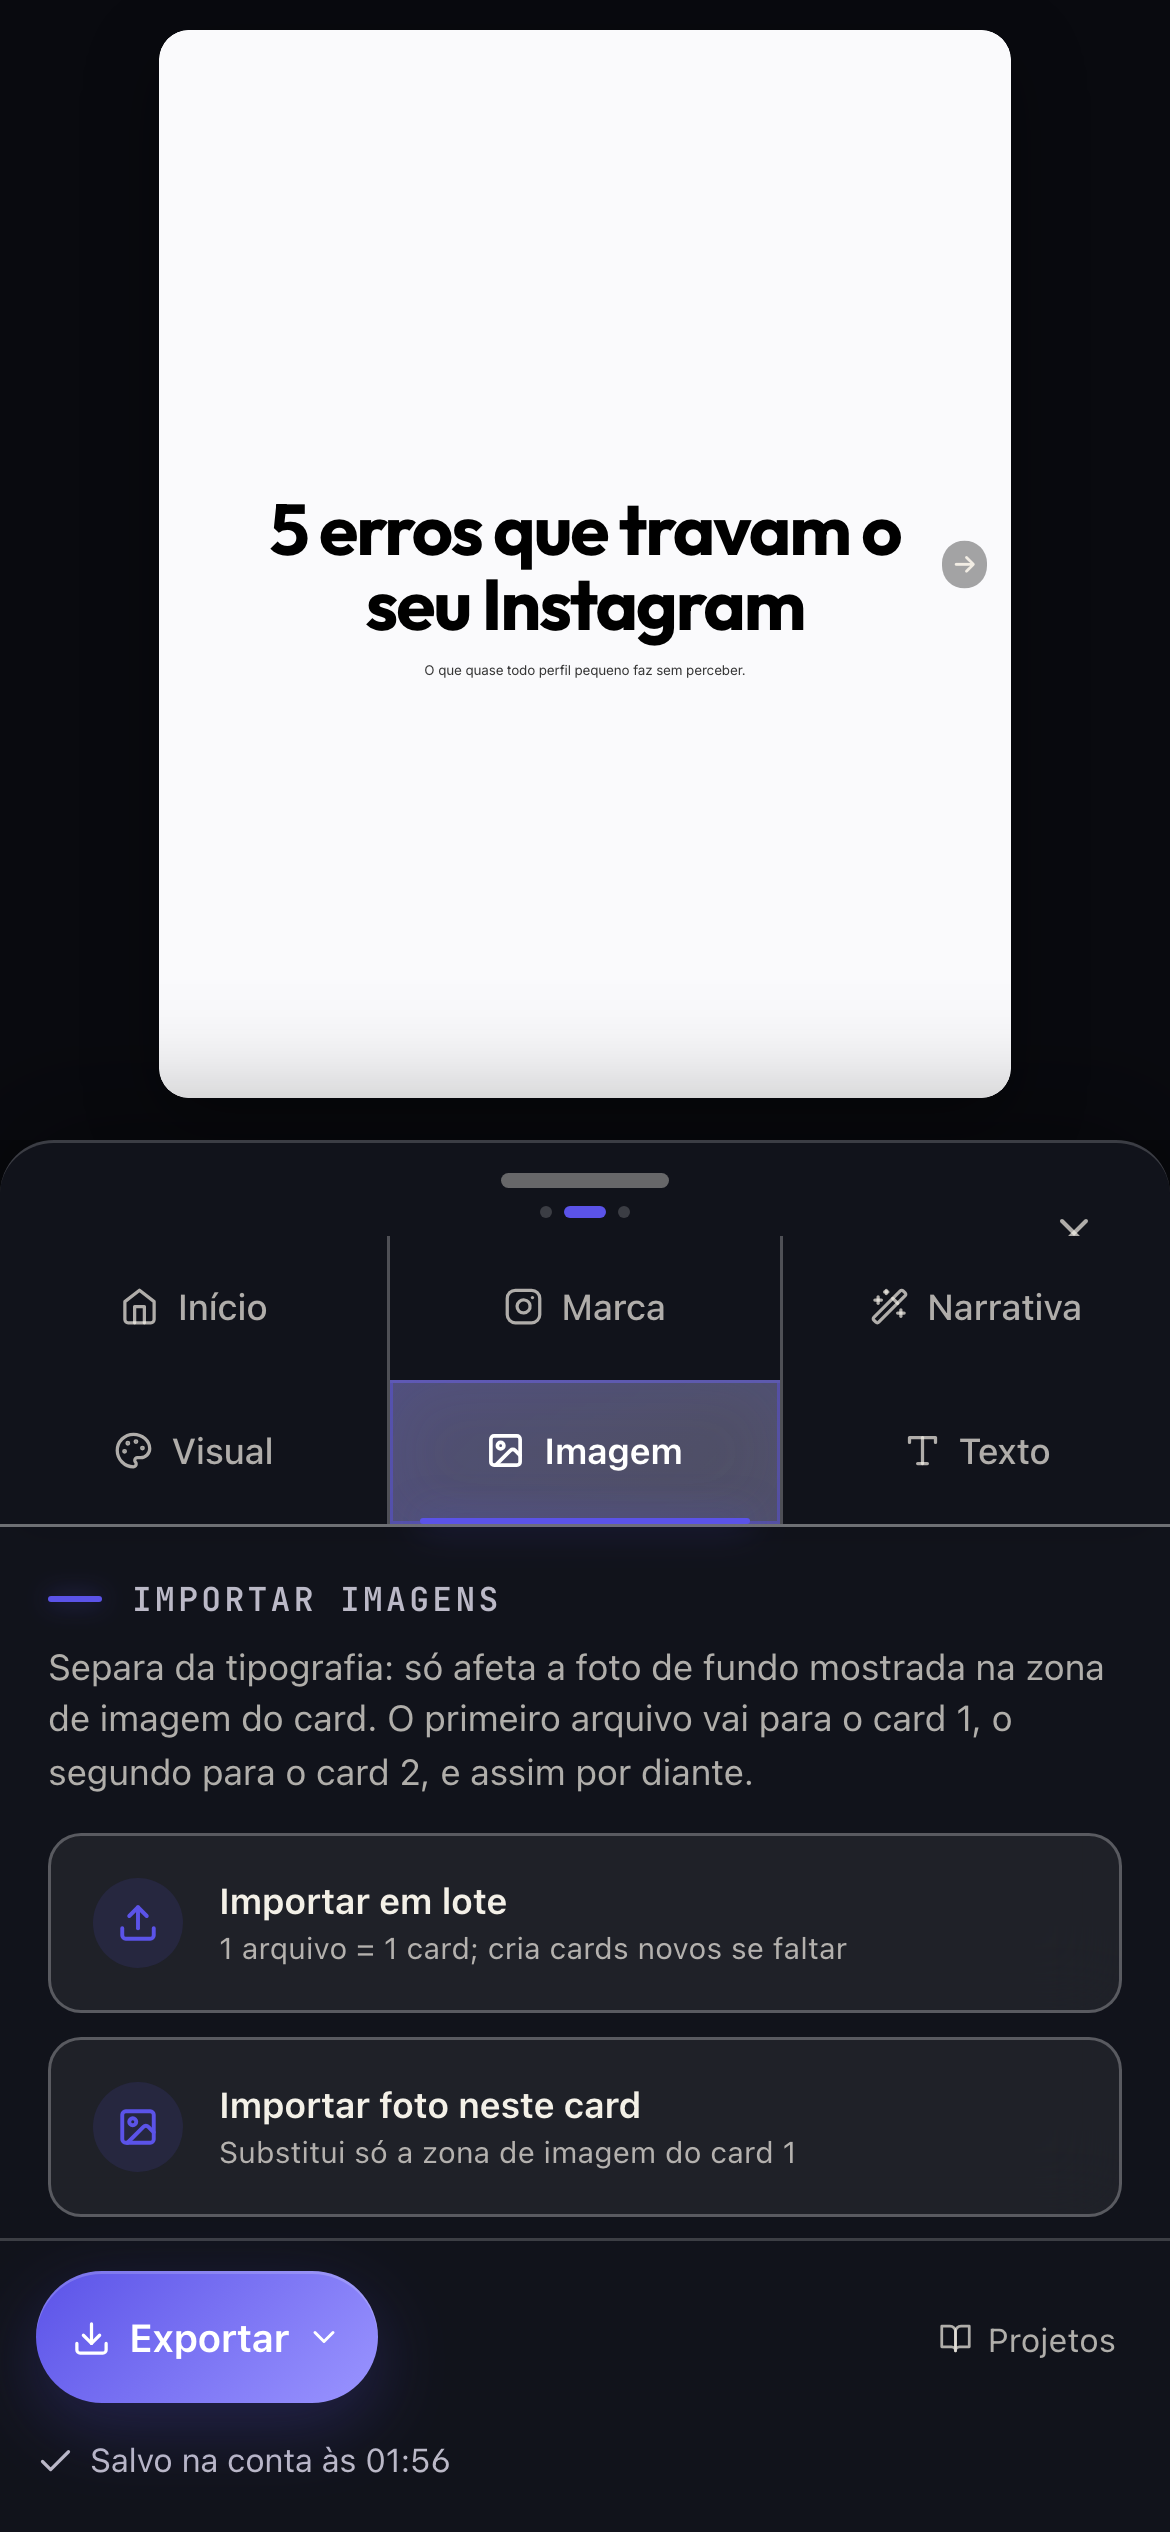 5 erros que travam o
seu Instagram
O que quase todo perfil pequeno faz sem perceber.
Início
Marca
Narrativa
Visual
Imagem
Texto
IMPORTAR IMAGENS
Separa da tipografia: só afeta a foto de fundo mostrada na zona
de imagem do card. O primeiro arquivo vai para o card 1, o
segundo para o card 2, e assim por diante.
Importar em lote
1 arquivo = 1 card; cria cards novos se faltar
Importar foto neste card
Substitui só a zona de imagem do card 1
Exportar
Projetos
Salvo na conta às 01:56